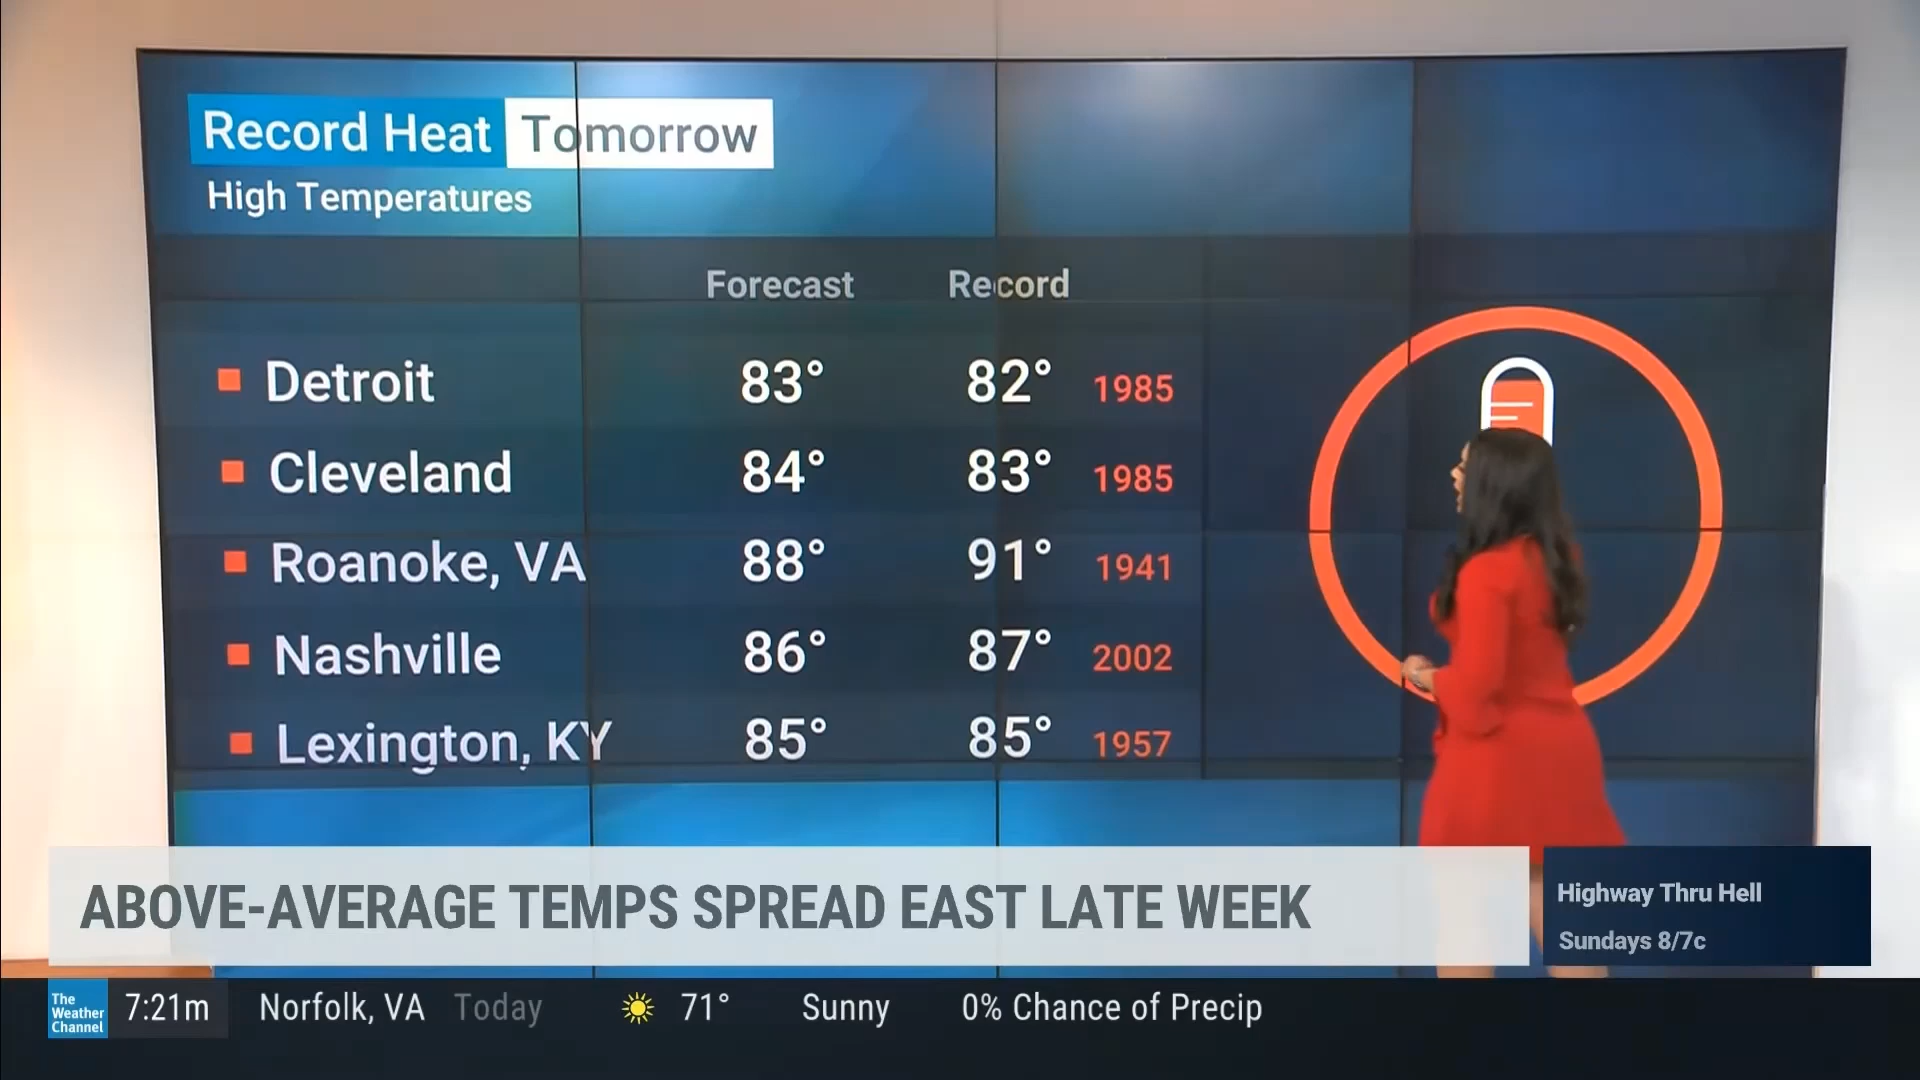 Record Heat Tomorrow
High Temperatures
Forecast Record
Detroit 83° 82° 1985
Cleveland 84° 83° 1985
Roanoke, VA 88° 91° 1941
Nashville 86° 87° 2002
Lexington, KY 85° 85° 1957
ABOVE-AVERAGE TEMPS SPREAD EAST LATE WEEK
Highway Thru Hell
Sundays 8/7c
The
Weather
Channel
7:21m Norfolk, VA Today 71° Sunny 0% Chance of Precip